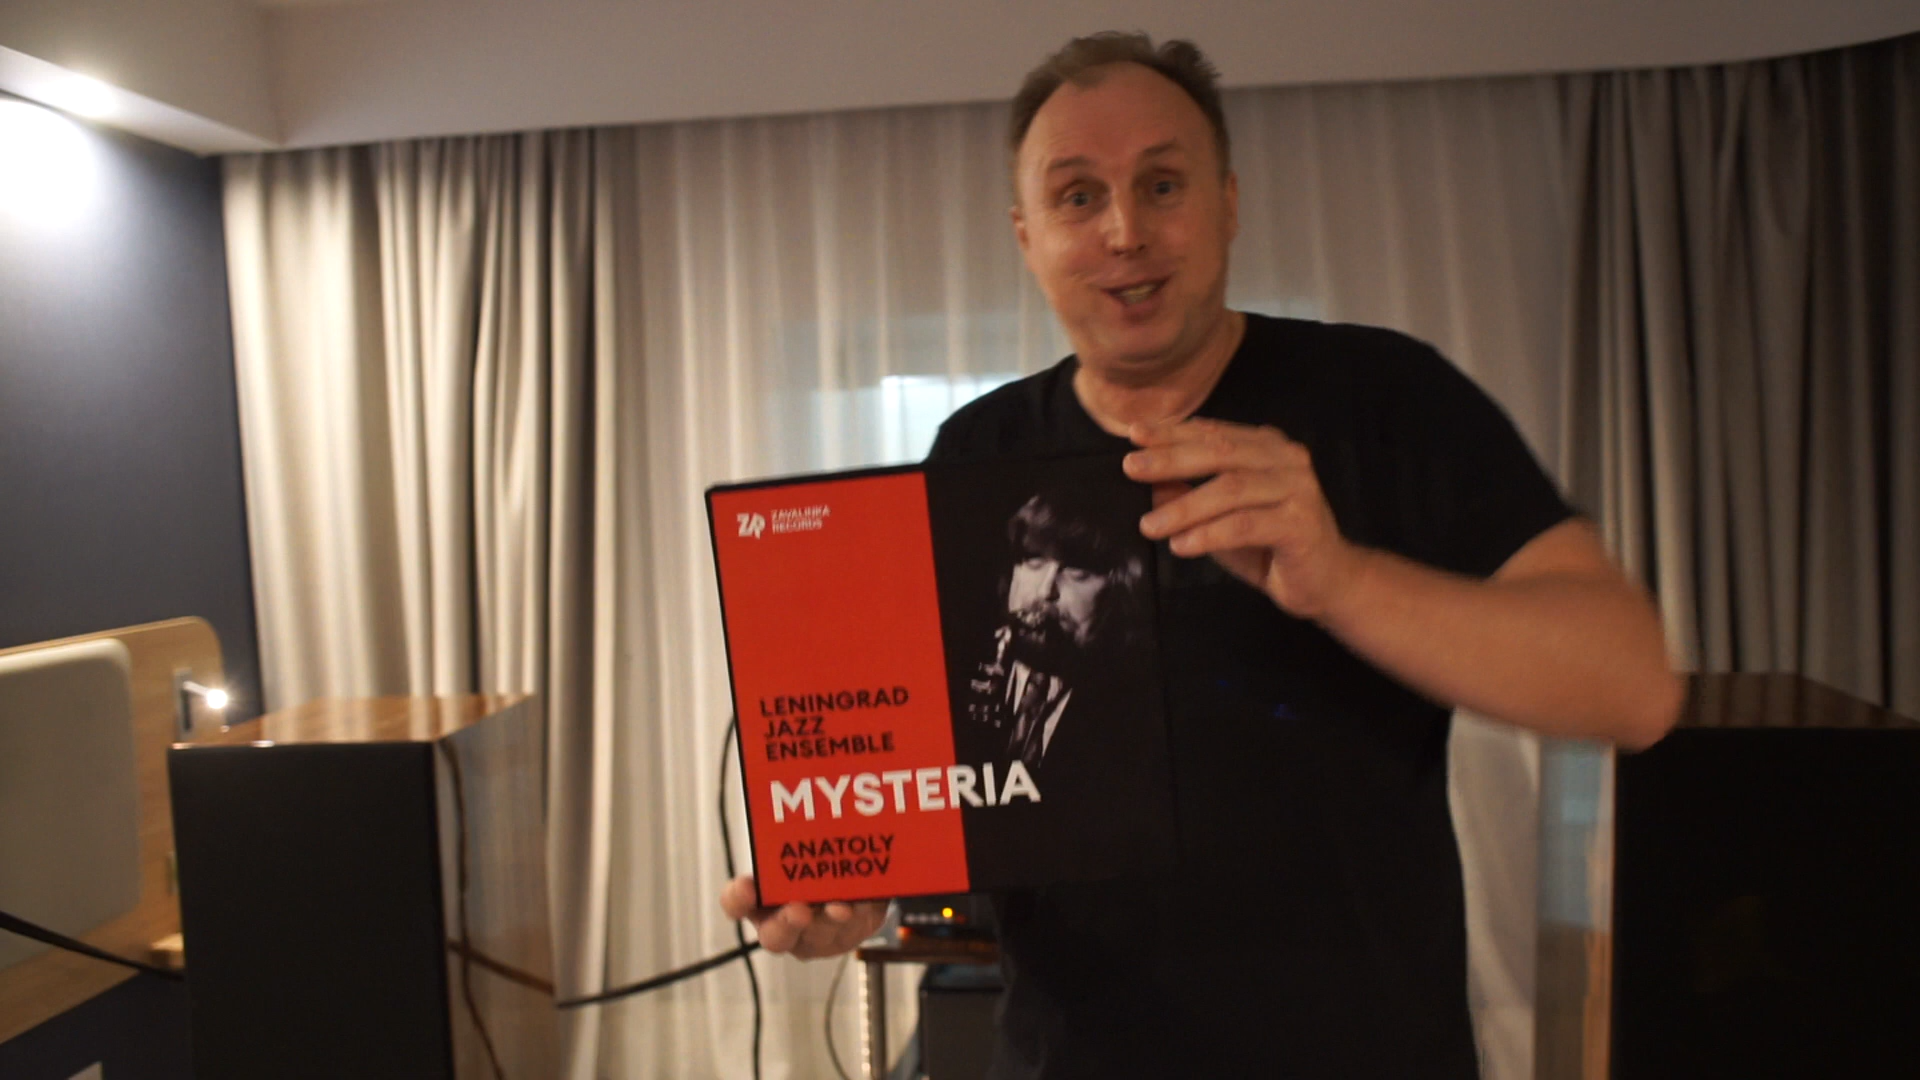 ZAVALINKA
RECORDS
LENINGRAD
JAZZ
ENSEMBLE
MYSTERIA
ANATOLY
VAPIROV